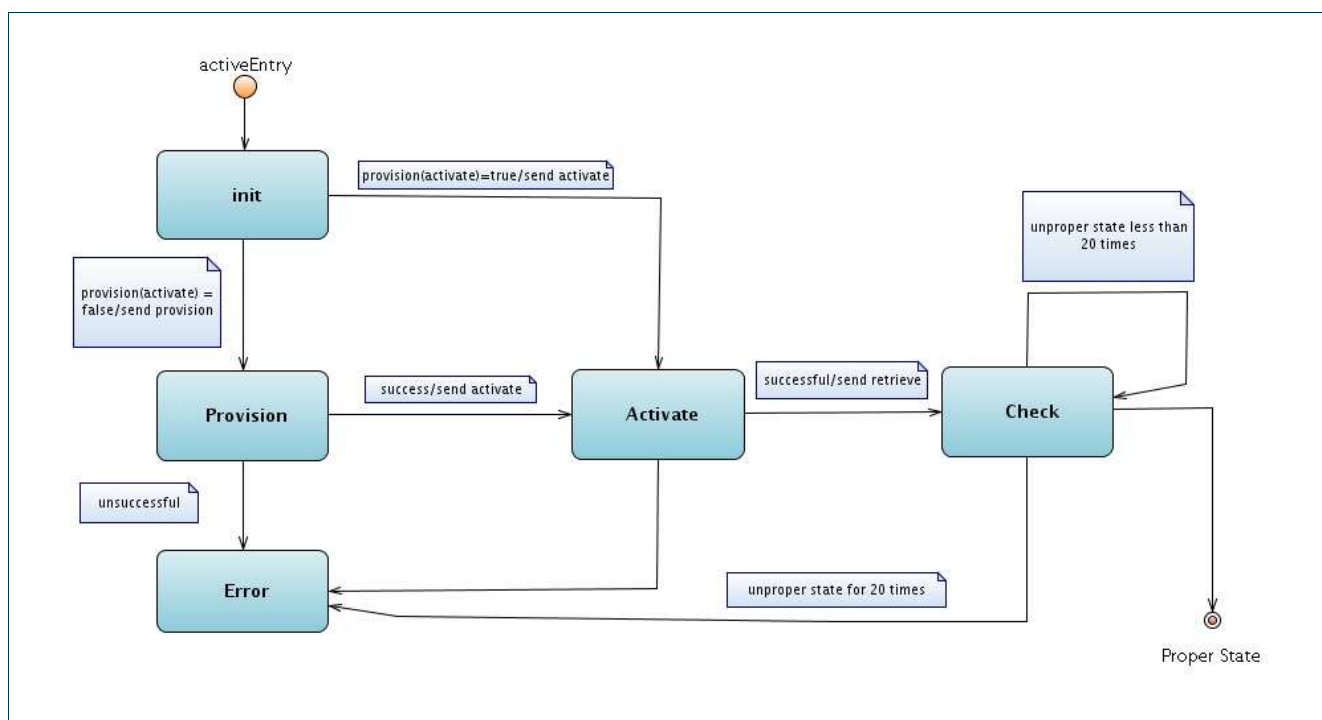 activeEntry
init
provision(activate)=true/send activate
unproper state less than
20 times
provision(activate) =
false/send provision
Provision
success/send activate
Activate
successful/send retrieve
Check
unsuccessful
Error
unproper state for 20 times
Proper State